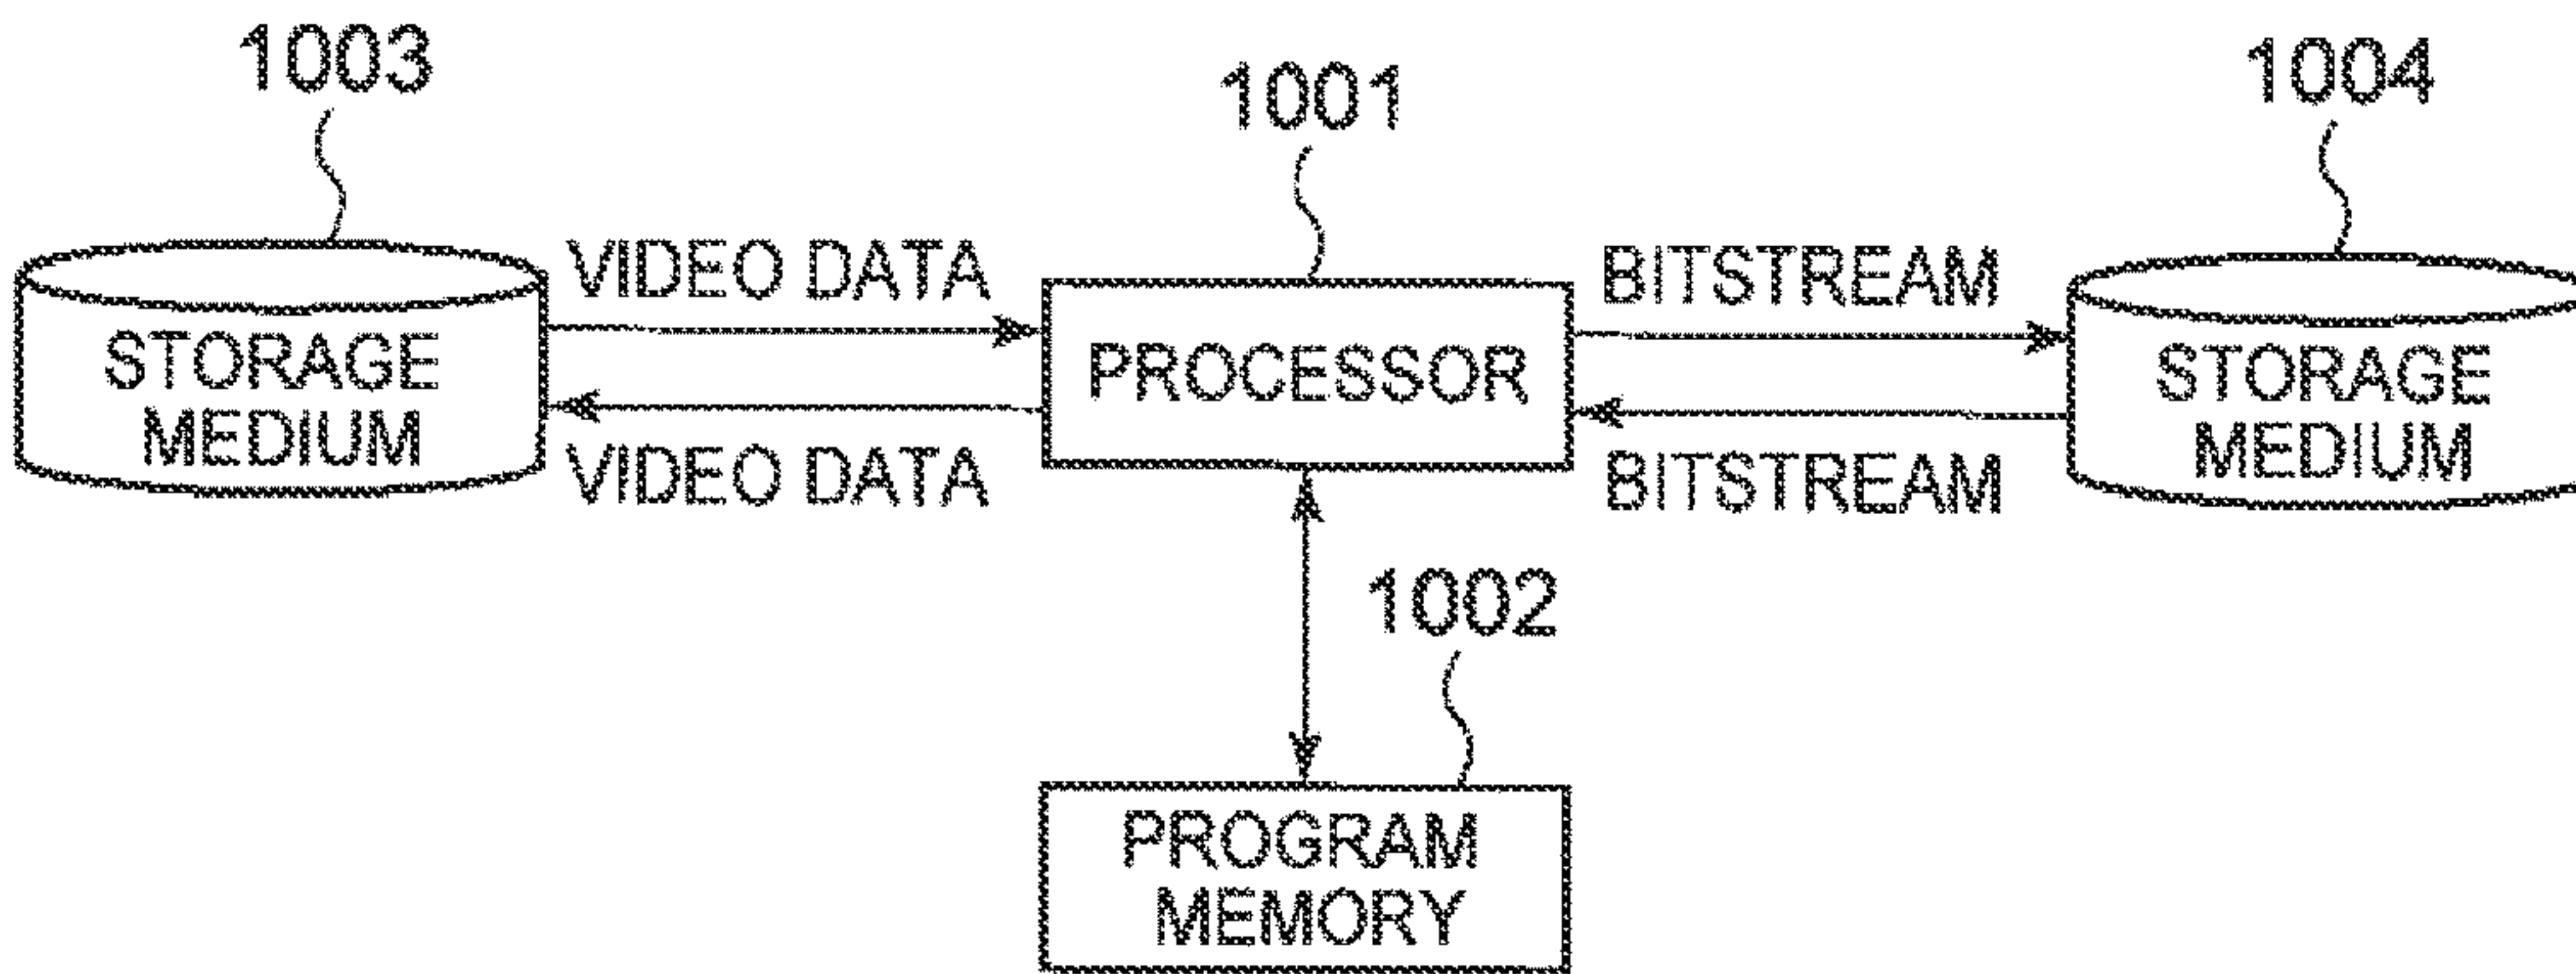 1003
1001
1004
VIDEO DATA
BITSTREAM
STORAGE
MEDIUM
PROCESSOR
STORAGE
MEDIUM
VIDEO DATA
BITSTREAM
1002
PROGRAM
MEMORY